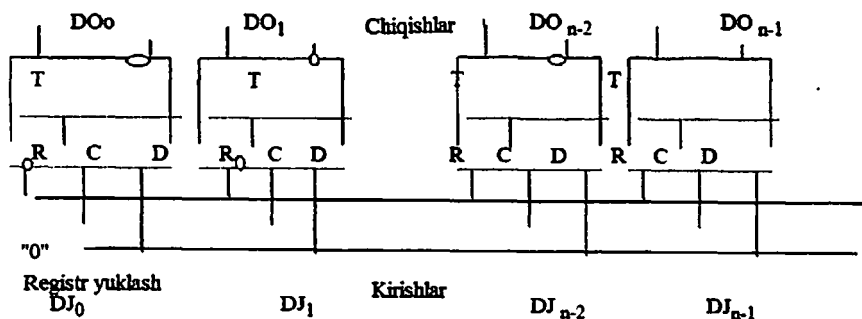 DOo DO1 Chiqishlar DO n-2 DO n-1
T T T T
R C D R C D R C D R C D
"0"
Registr yuklash Kirishlar
DJ0 DJ1 DJ n-2 DJ n-1